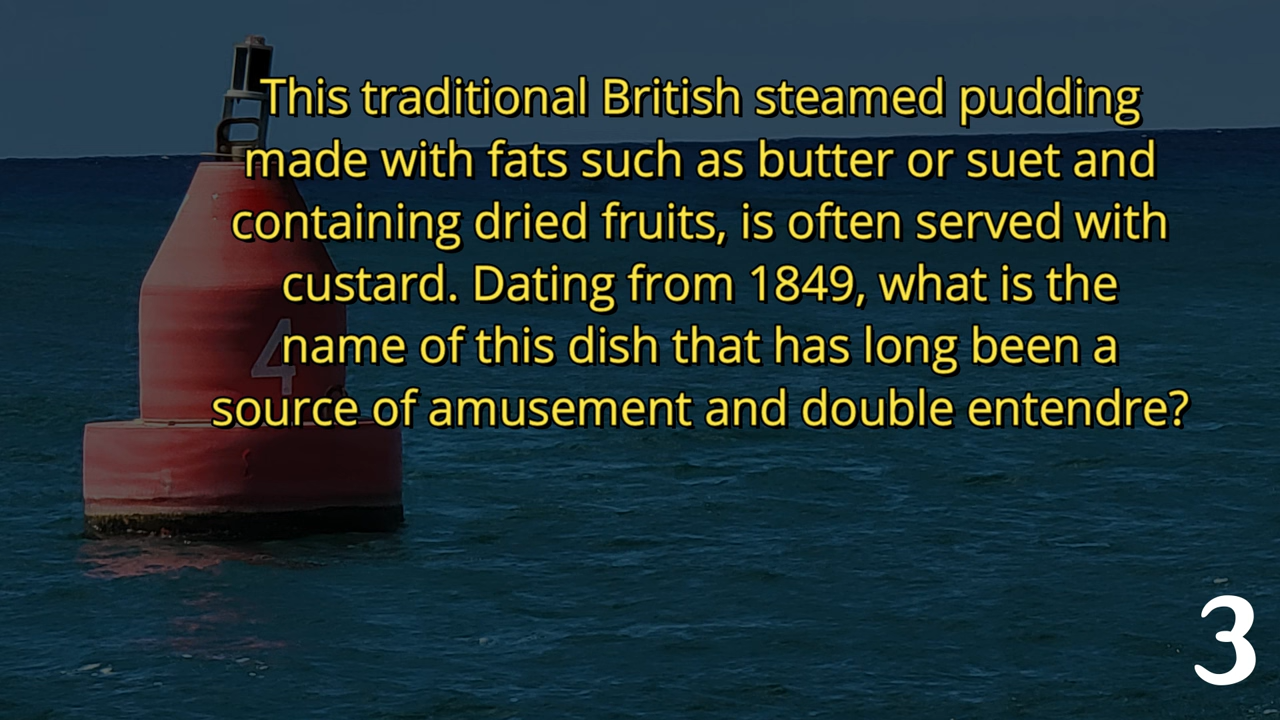 This traditional British steamed pudding
made with fats such as butter or suet and
containing dried fruits, is often served with
custard. Dating from 1849, what is the
name of this dish that has long been a
source of amusement and double entendre?
4
3